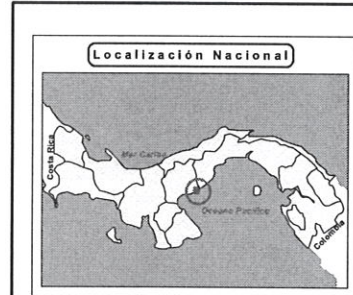 Localización Nacional
Mar Caribe
Costa Rica
Océano Pacífico
Colombia